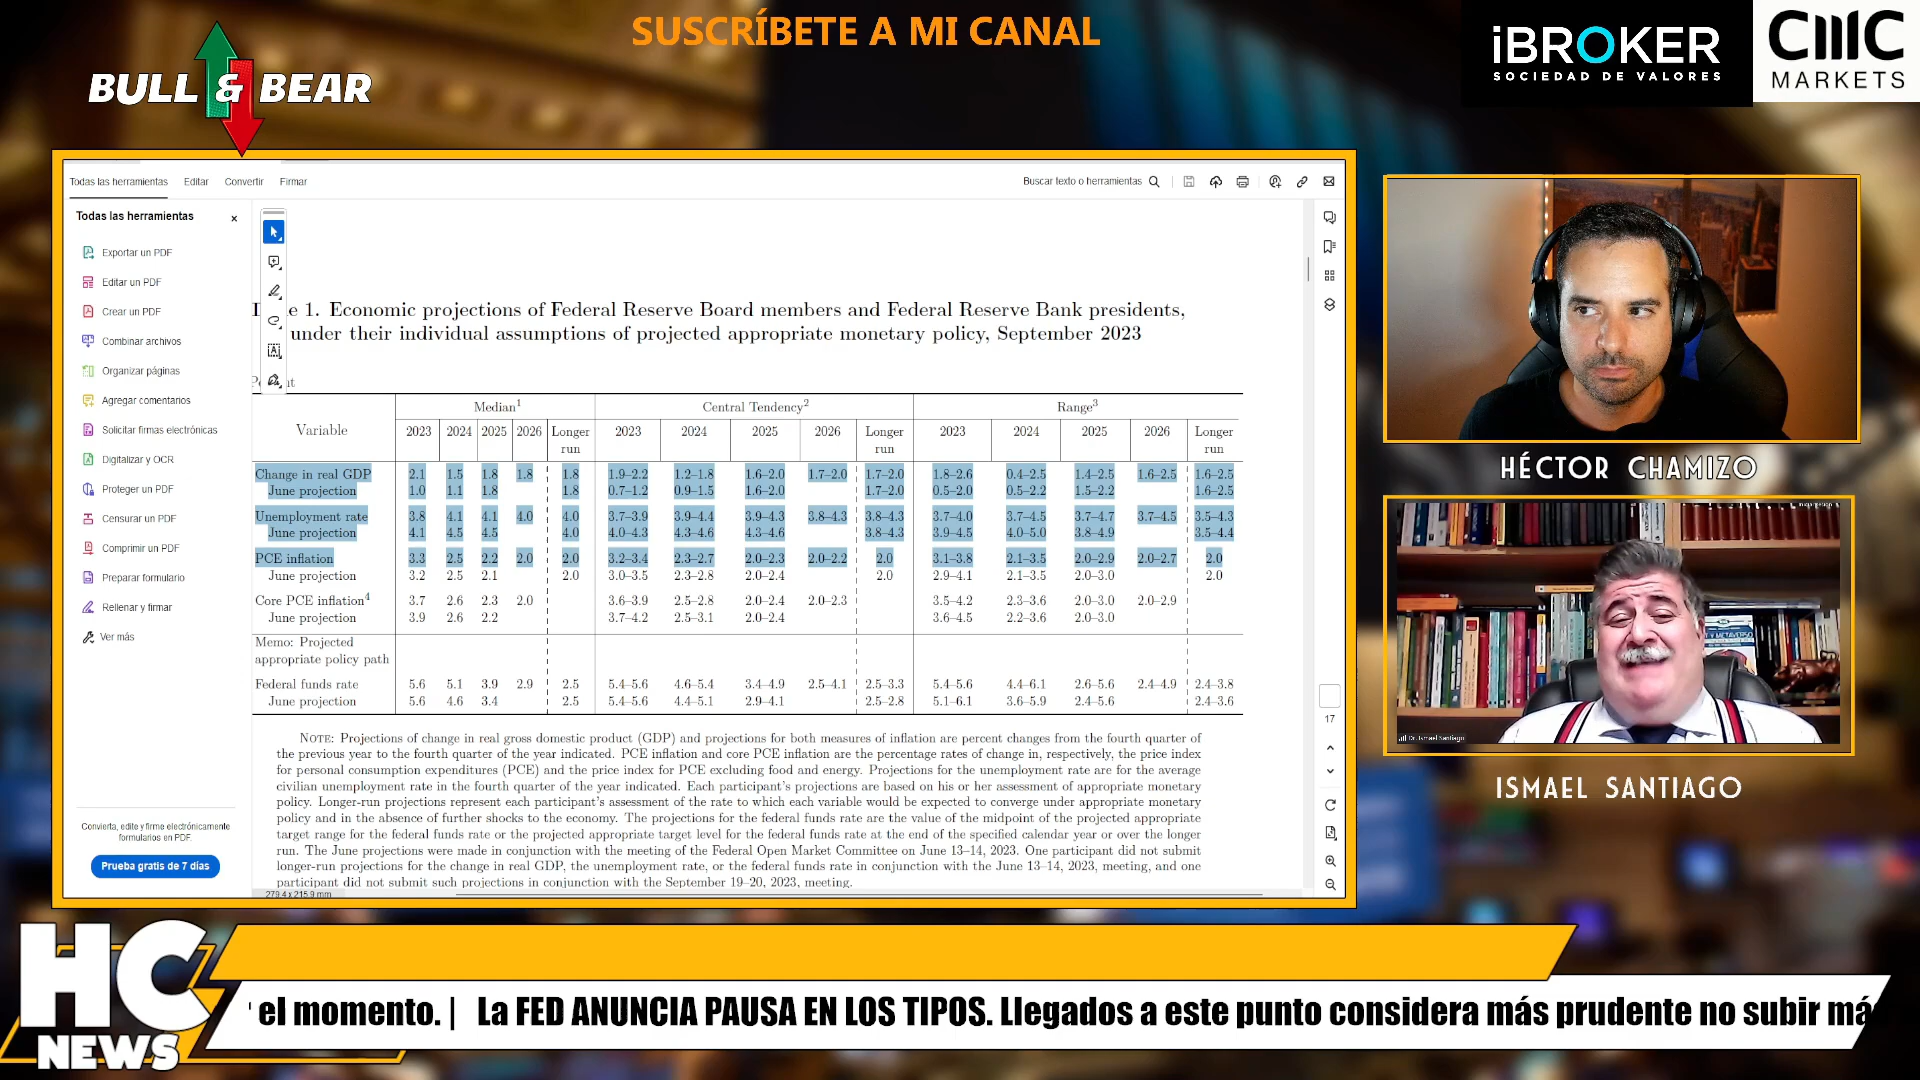 SUSCRÍBETE A MI CANAL
BULL & BEAR
iBROKER
SOCIEDAD DE VALORES
CMC
MARKETS
Todas las herramientas Editar Convertir Firmar
Buscar texto o herramientas
Todas las herramientas x
Exportar un PDF
Editar un PDF
Crear un PDF
Combinar archivos
Organizar páginas
Agregar comentarios
Solicitar firmas electrónicas
Digitalizar y OCR
Proteger un PDF
Censurar un PDF
Comprimir un PDF
Preparar formulario
Rellenar y firmar
Ver más
Convierta, edite y firme electrónicamente
formularios en PDF.
Prueba gratis de 7 días
e 1. Economic projections of Federal Reserve Board members and Federal Reserve Bank presidents,
under their individual assumptions of projected appropriate monetary policy, September 2023
Variable Median1 Central Tendency2 Range3
2023 2024 2025 2026 Longer run 2023 2024 2025 2026 Longer run 2023 2024 2025 2026 Longer run
Change in real GDP 2.1 1.5 1.8 1.8 1.8 1.9–2.2 1.2–1.8 1.6–2.0 1.7–2.0 1.7–2.0 1.8–2.6 0.4–2.5 1.4–2.5 1.6–2.5 1.6–2.5
June projection 1.0 1.1 1.8 1.8 0.7–1.2 0.9–1.5 1.6–2.0 1.7–2.0 0.5–2.0 0.5–2.2 1.5–2.2 1.6–2.5
Unemployment rate 3.8 4.1 4.1 4.0 4.0 3.7–3.9 3.9–4.4 3.9–4.3 3.8–4.3 3.8–4.3 3.7–4.0 3.7–4.5 3.7–4.7 3.7–4.5 3.5–4.3
June projection 4.1 4.5 4.5 4.0 4.0–4.3 4.3–4.6 4.3–4.6 3.8–4.3 3.9–4.5 4.0–5.0 3.8–4.9 3.5–4.4
PCE inflation 3.3 2.5 2.2 2.0 2.0 3.2–3.4 2.3–2.7 2.0–2.3 2.0–2.2 2.0 3.1–3.8 2.1–3.5 2.0–2.9 2.0–2.7 2.0
June projection 3.2 2.5 2.1 2.0 3.0–3.5 2.3–2.8 2.0–2.4 2.0 2.9–4.1 2.1–3.5 2.0–3.0 2.0
Core PCE inflation4 3.7 2.6 2.3 2.0 3.6–3.9 2.5–2.8 2.0–2.4 2.0–2.3 3.5–4.2 2.3–3.6 2.0–3.0 2.0–2.9
June projection 3.9 2.6 2.2 3.7–4.2 2.5–3.1 2.0–2.4 3.6–4.5 2.2–3.6 2.0–3.0
Memo: Projected
appropriate policy path
Federal funds rate 5.6 5.1 3.9 2.9 2.5 5.4–5.6 4.6–5.4 3.4–4.9 2.5–4.1 2.5–3.3 5.4–5.6 4.4–6.1 2.6–5.6 2.4–4.9 2.4–3.8
June projection 5.6 4.6 3.4 2.5 5.4–5.6 4.4–5.1 2.9–4.1 2.5–2.8 5.1–6.1 3.6–5.9 2.4–5.6 2.4–3.6
NOTE: Projections of change in real gross domestic product (GDP) and projections for both measures of inflation are percent changes from the fourth quarter of
the previous year to the fourth quarter of the year indicated. PCE inflation and core PCE inflation are the percentage rates of change in, respectively, the price index
for personal consumption expenditures (PCE) and the price index for PCE excluding food and energy. Projections for the unemployment rate are for the average
civilian unemployment rate in the fourth quarter of the year indicated. Each participant's projections are based on his or her assessment of appropriate monetary
policy. Longer-run projections represent each participant's assessment of the rate to which each variable would be expected to converge under appropriate monetary
policy and in the absence of further shocks to the economy. The projections for the federal funds rate are the value of the midpoint of the projected appropriate
target range for the federal funds rate or the projected appropriate target level for the federal funds rate at the end of the specified calendar year or over the longer
run. The June projections were made in conjunction with the meeting of the Federal Open Market Committee on June 13–14, 2023. One participant did not submit
longer-run projections for the change in real GDP, the unemployment rate, or the federal funds rate in conjunction with the June 13–14, 2023, meeting, and one
participant did not submit such projections in conjunction with the September 19–20, 2023, meeting.
279,4 x 215,9 mm
17
HÉCTOR CHAMIZO
Dr. Ismael Santiago
ISMAEL SANTIAGO
HC
NEWS
el momento. | La FED ANUNCIA PAUSA EN LOS TIPOS. Llegados a este punto considera más prudente no subir má